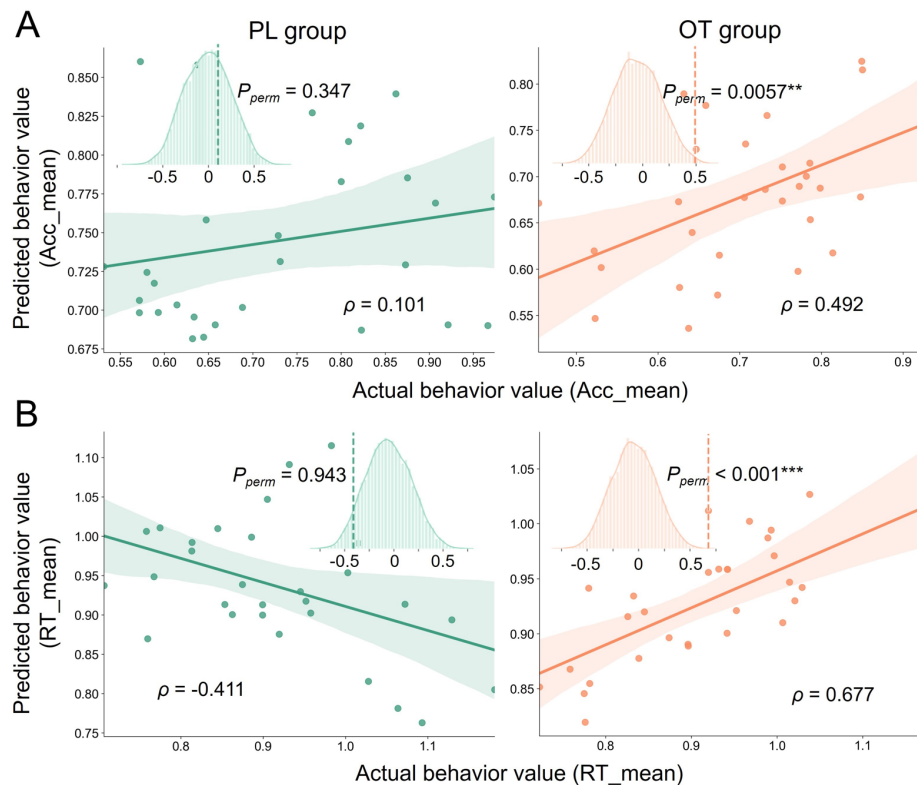 A
PL group
OT group
Predicted behavior value
(Acc_mean)
0.850
0.825
0.800
0.775
0.750
0.725
0.700
0.675
P_perm = 0.347
-0.5 0 0.5
ρ = 0.101
0.55 0.60 0.65 0.70 0.75 0.80 0.85 0.90 0.95
0.80
0.75
0.70
0.65
0.60
0.55
P_perm = 0.0057**
-0.5 0 0.5
ρ = 0.492
0.5 0.6 0.7 0.8 0.9
Actual behavior value (Acc_mean)
B
Predicted behavior value
(RT_mean)
1.10
1.05
1.00
0.95
0.90
0.85
0.80
0.75
P_perm = 0.943
-0.5 0 0.5
ρ = -0.411
0.8 0.9 1.0 1.1
1.05
1.00
0.95
0.90
0.85
P_perm < 0.001***
-0.5 0 0.5
ρ = 0.677
0.8 0.9 1.0 1.1
Actual behavior value (RT_mean)